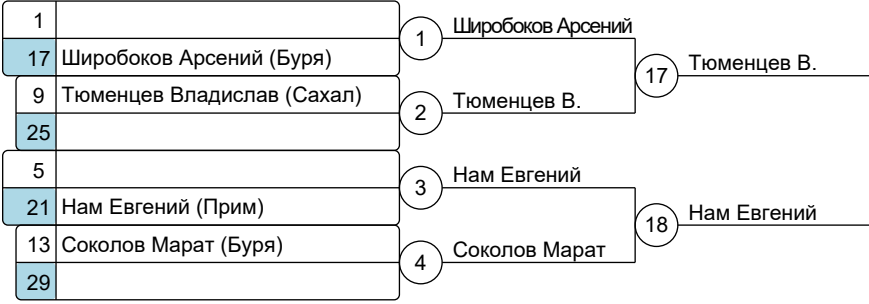 1
17 Широбоков Арсений (Буря)
1
Широбоков Арсений
9 Тюменцев Владислав (Сахал)
25
2
Тюменцев В.
17
Тюменцев В.
5
21 Нам Евгений (Прим)
3
Нам Евгений
13 Соколов Марат (Буря)
29
4
Соколов Марат
18
Нам Евгений